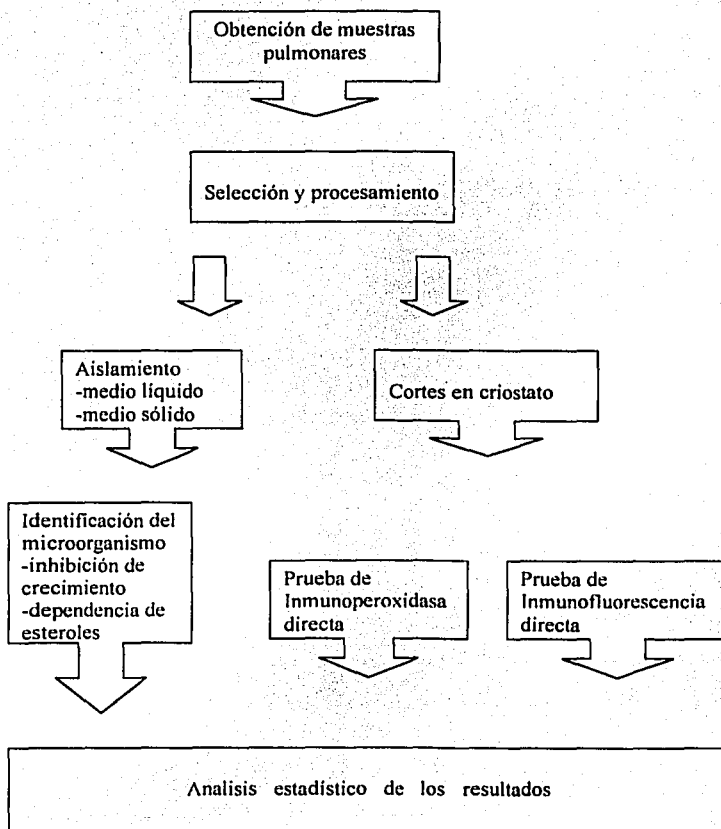 Obtención de muestras
pulmonares
Selección y procesamiento
Aislamiento
-medio líquido
-medio sólido
Cortes en criostato
Identificación del
microorganismo
-inhibición de
crecimiento
-dependencia de
esteroles
Prueba de
Inmunoperoxidasa
directa
Prueba de
Inmunofluorescencia
directa
Analisis estadístico de los resultados